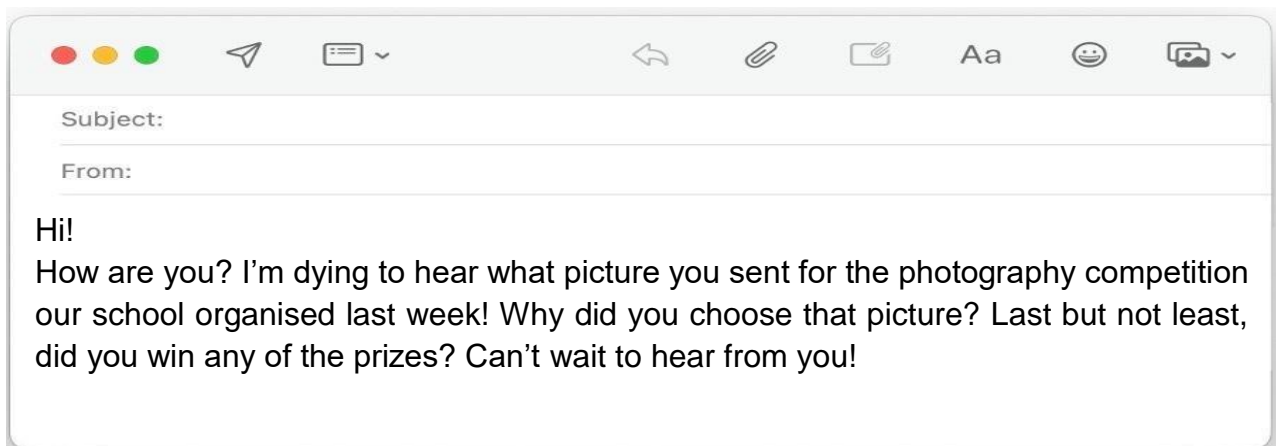 Aa
Subject:
From:
Hi!
How are you? I’m dying to hear what picture you sent for the photography competition
our school organised last week! Why did you choose that picture? Last but not least,
did you win any of the prizes? Can’t wait to hear from you!